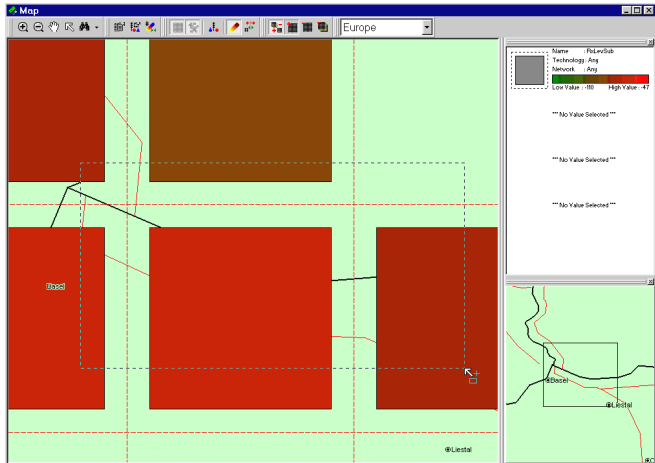 Map
Europe
Name : RxLevSub
Technology : Any
Network : Any
Low Value : -110 High Value : -47
*** No Value Selected ***
*** No Value Selected ***
*** No Value Selected ***
Basel
Liestal
Basel
Liestal